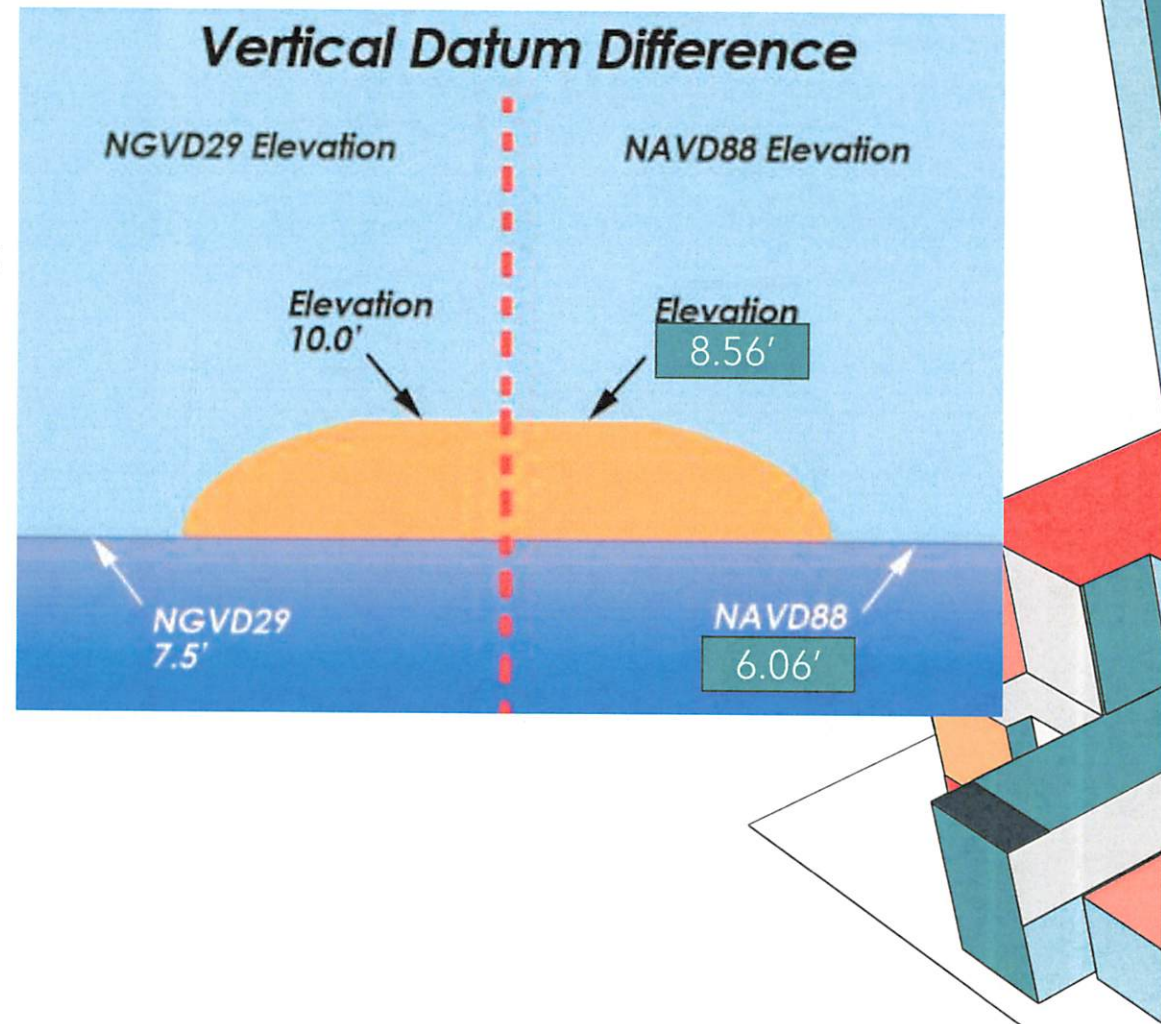 Vertical Datum Difference
NGVD29 Elevation
NAVD88 Elevation
Elevation
10.0'
Elevation
8.56'
NGVD29
7.5'
NAVD88
6.06'